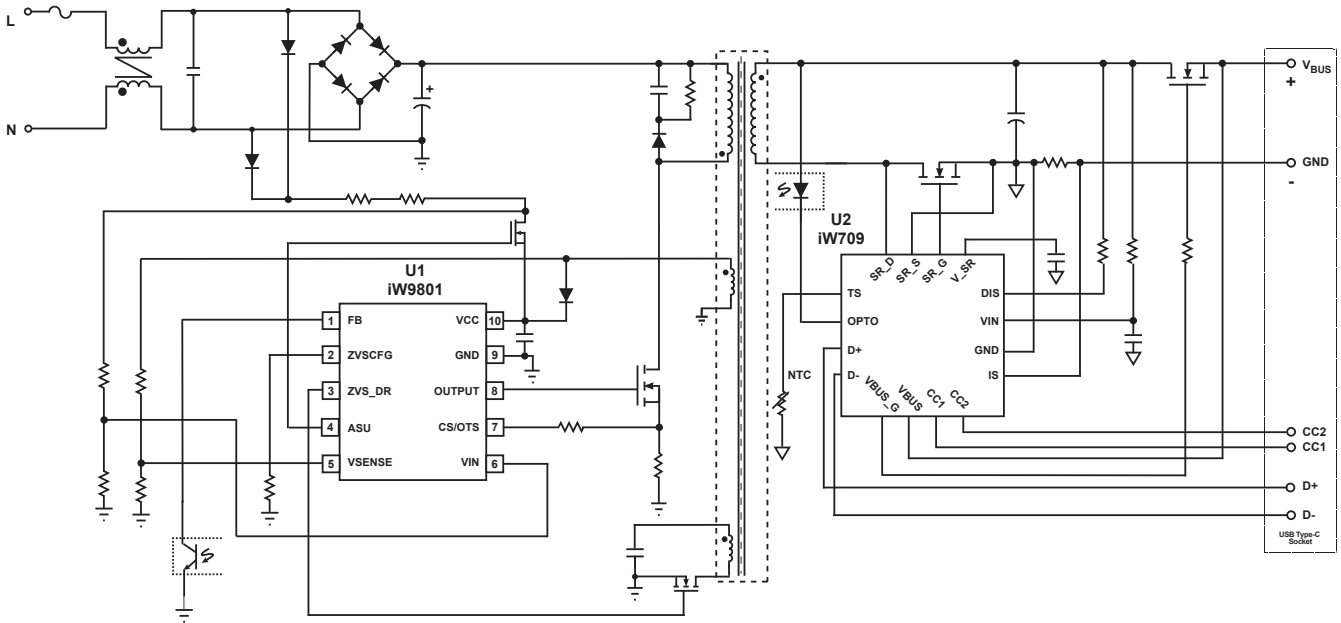 L
N
U1
iW9801
1 FB
2 ZVSCFG
3 ZVS_DR
4 ASU
5 VSENSE
VCC 10
GND 9
OUTPUT 8
CS/OTS 7
VIN 6
+
U2
iW709
SR_D
SR_S
SR_G
V_SR
TS
OPTO
D+
D-
DIS
VIN
GND
IS
VBUS_G
VBUS
CC1
CC2
NTC
VBUS
+
GND
-
CC2
CC1
D+
D-
USB Type-C
Socket